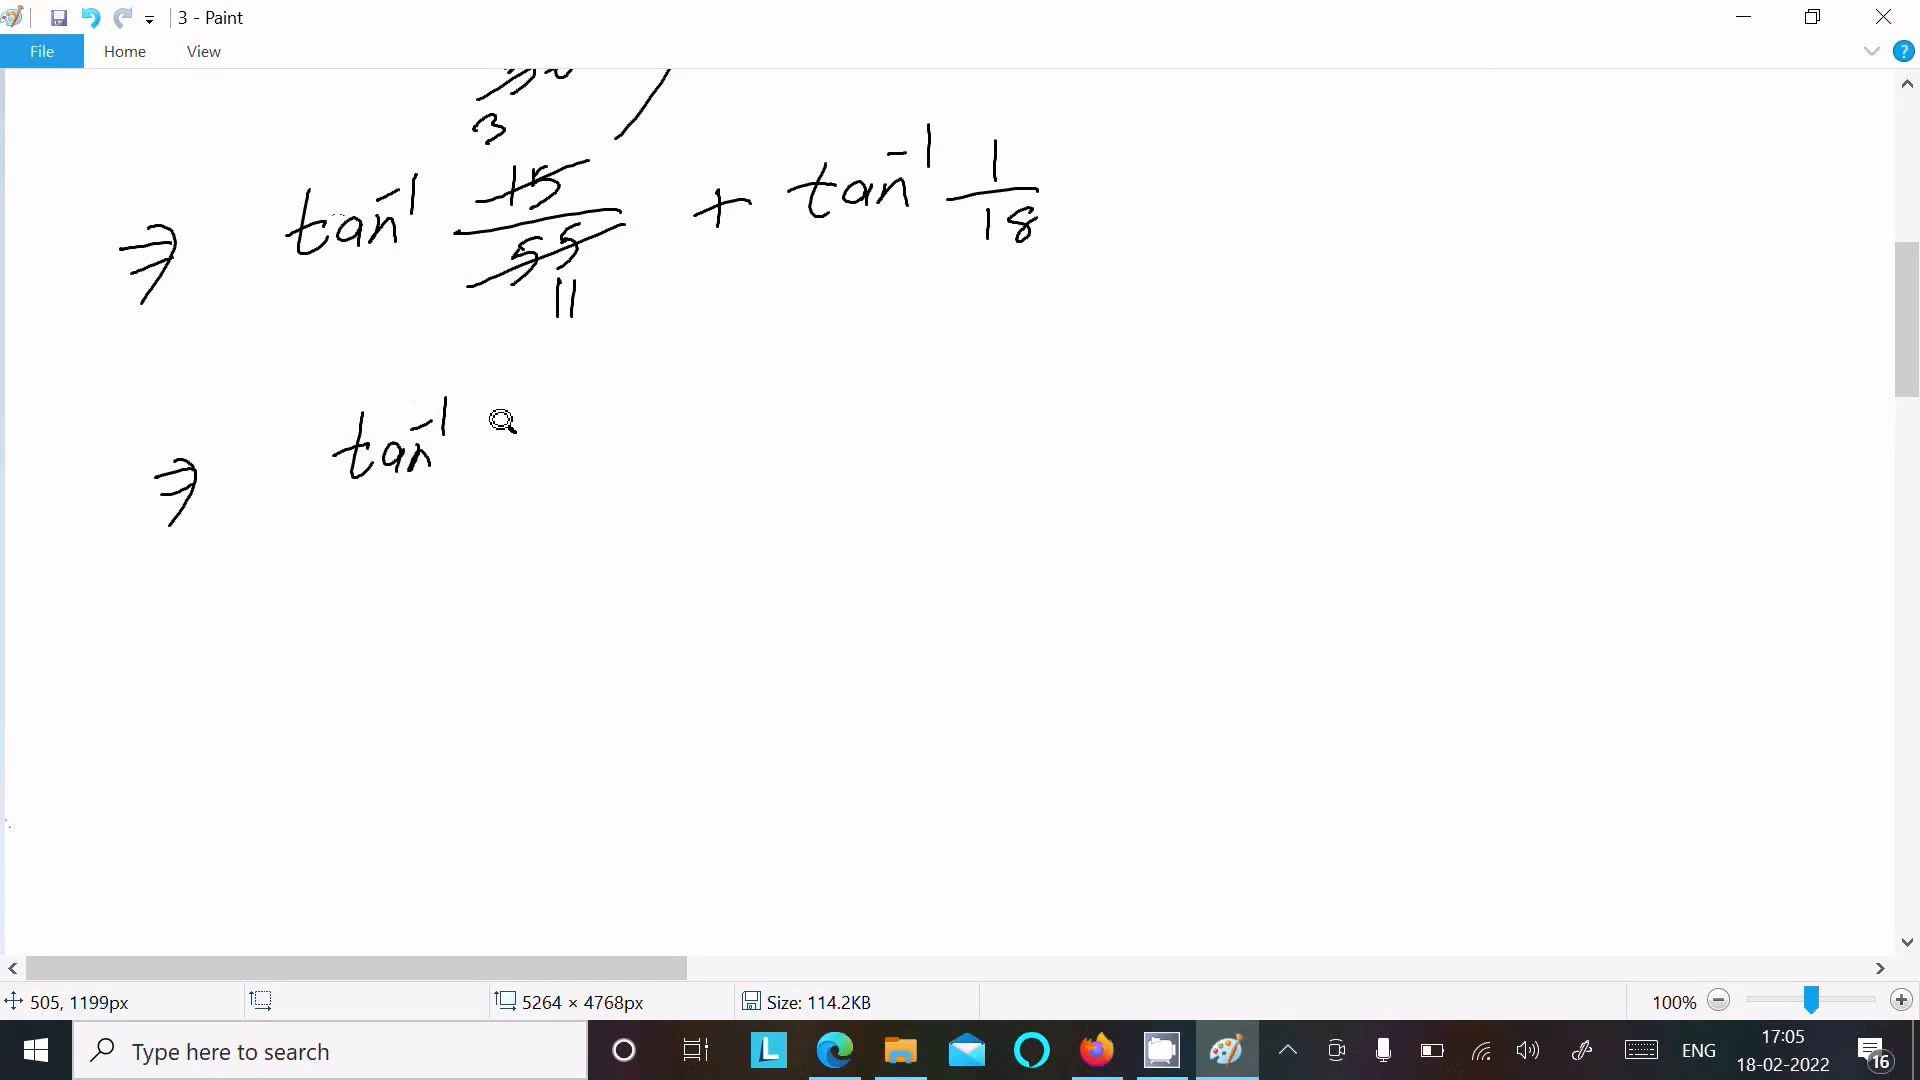 3 - Paint
File Home View
3
⇒ tan⁻¹ 15/55 + tan⁻¹ 1/18
11
⇒ tan⁻¹
505, 1199px 5264 × 4768px Size: 114.2KB 100%
Type here to search L ENG 17:05
18-02-2022 16